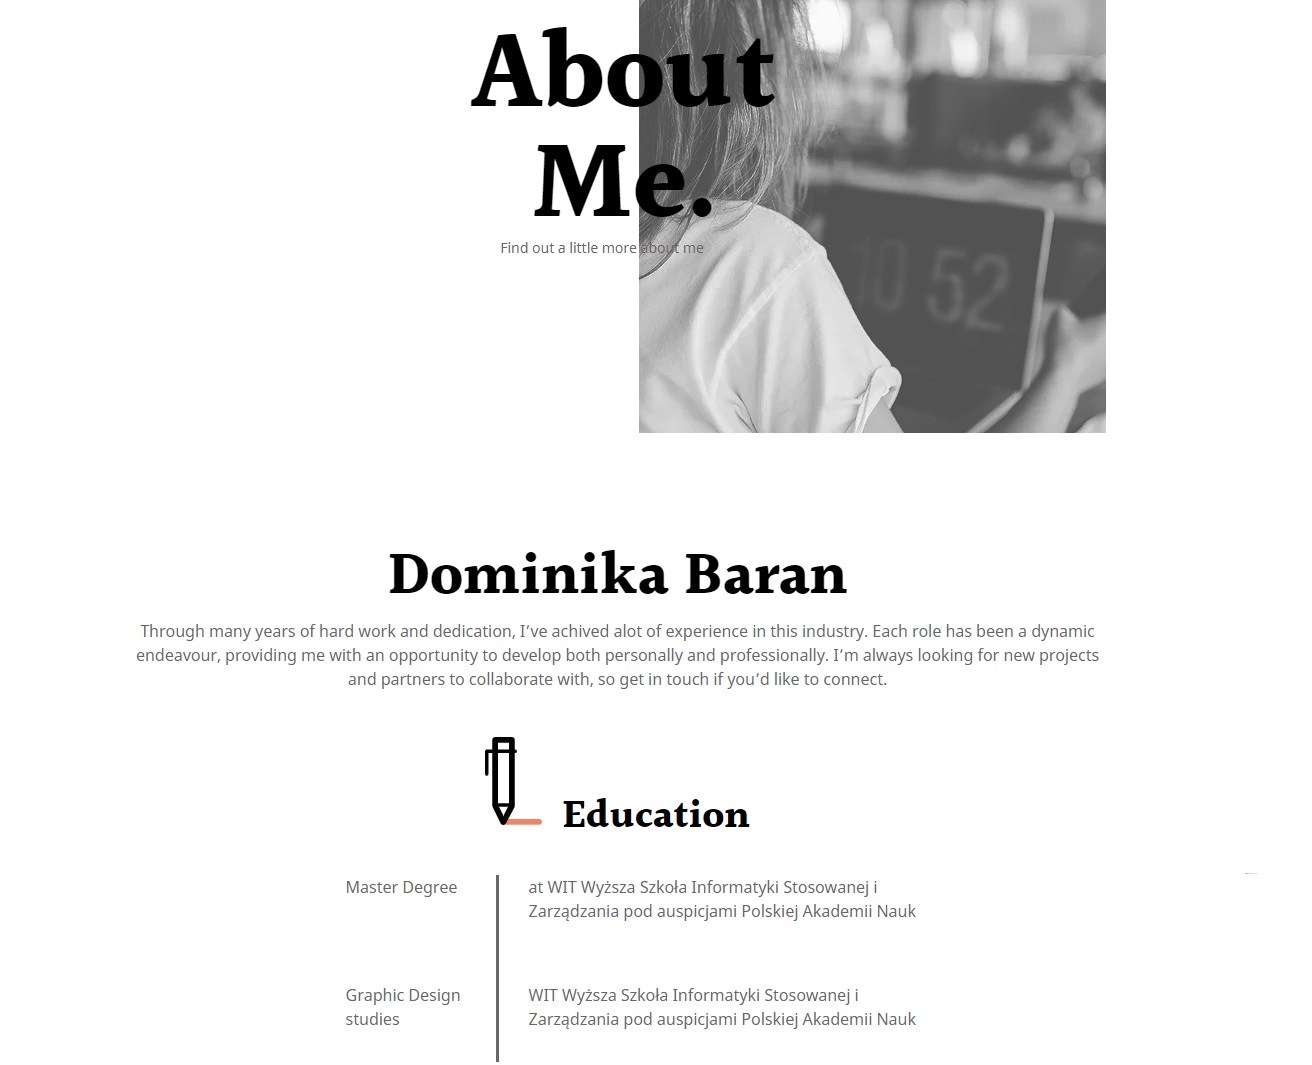 About
Me.
Find out a little more about me
10 52
Dominika Baran
Through many years of hard work and dedication, I’ve achived alot of experience in this industry. Each role has been a dynamic
endeavour, providing me with an opportunity to develop both personally and professionally. I’m always looking for new projects
and partners to collaborate with, so get in touch if you’d like to connect.
Education
Master Degree
at WIT Wyższa Szkoła Informatyki Stosowanej i
Zarządzania pod auspicjami Polskiej Akademii Nauk
Graphic Design
studies
WIT Wyższa Szkoła Informatyki Stosowanej i
Zarządzania pod auspicjami Polskiej Akademii Nauk